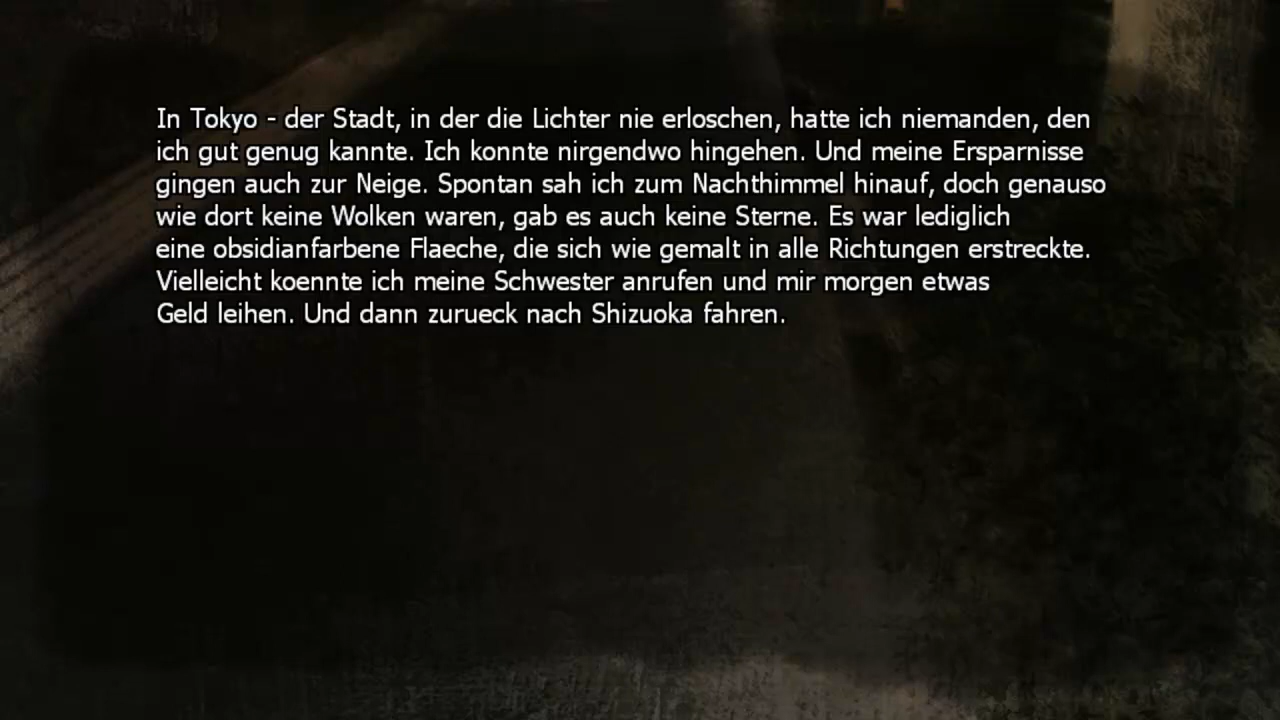 In Tokyo - der Stadt, in der die Lichter nie erloschen, hatte ich niemanden, den
ich gut genug kannte. Ich konnte nirgendwo hingehen. Und meine Ersparnisse
gingen auch zur Neige. Spontan sah ich zum Nachthimmel hinauf, doch genauso
wie dort keine Wolken waren, gab es auch keine Sterne. Es war lediglich
eine obsidianfarbene Flaeche, die sich wie gemalt in alle Richtungen erstreckte.
Vielleicht koennte ich meine Schwester anrufen und mir morgen etwas
Geld leihen. Und dann zurueck nach Shizuoka fahren.